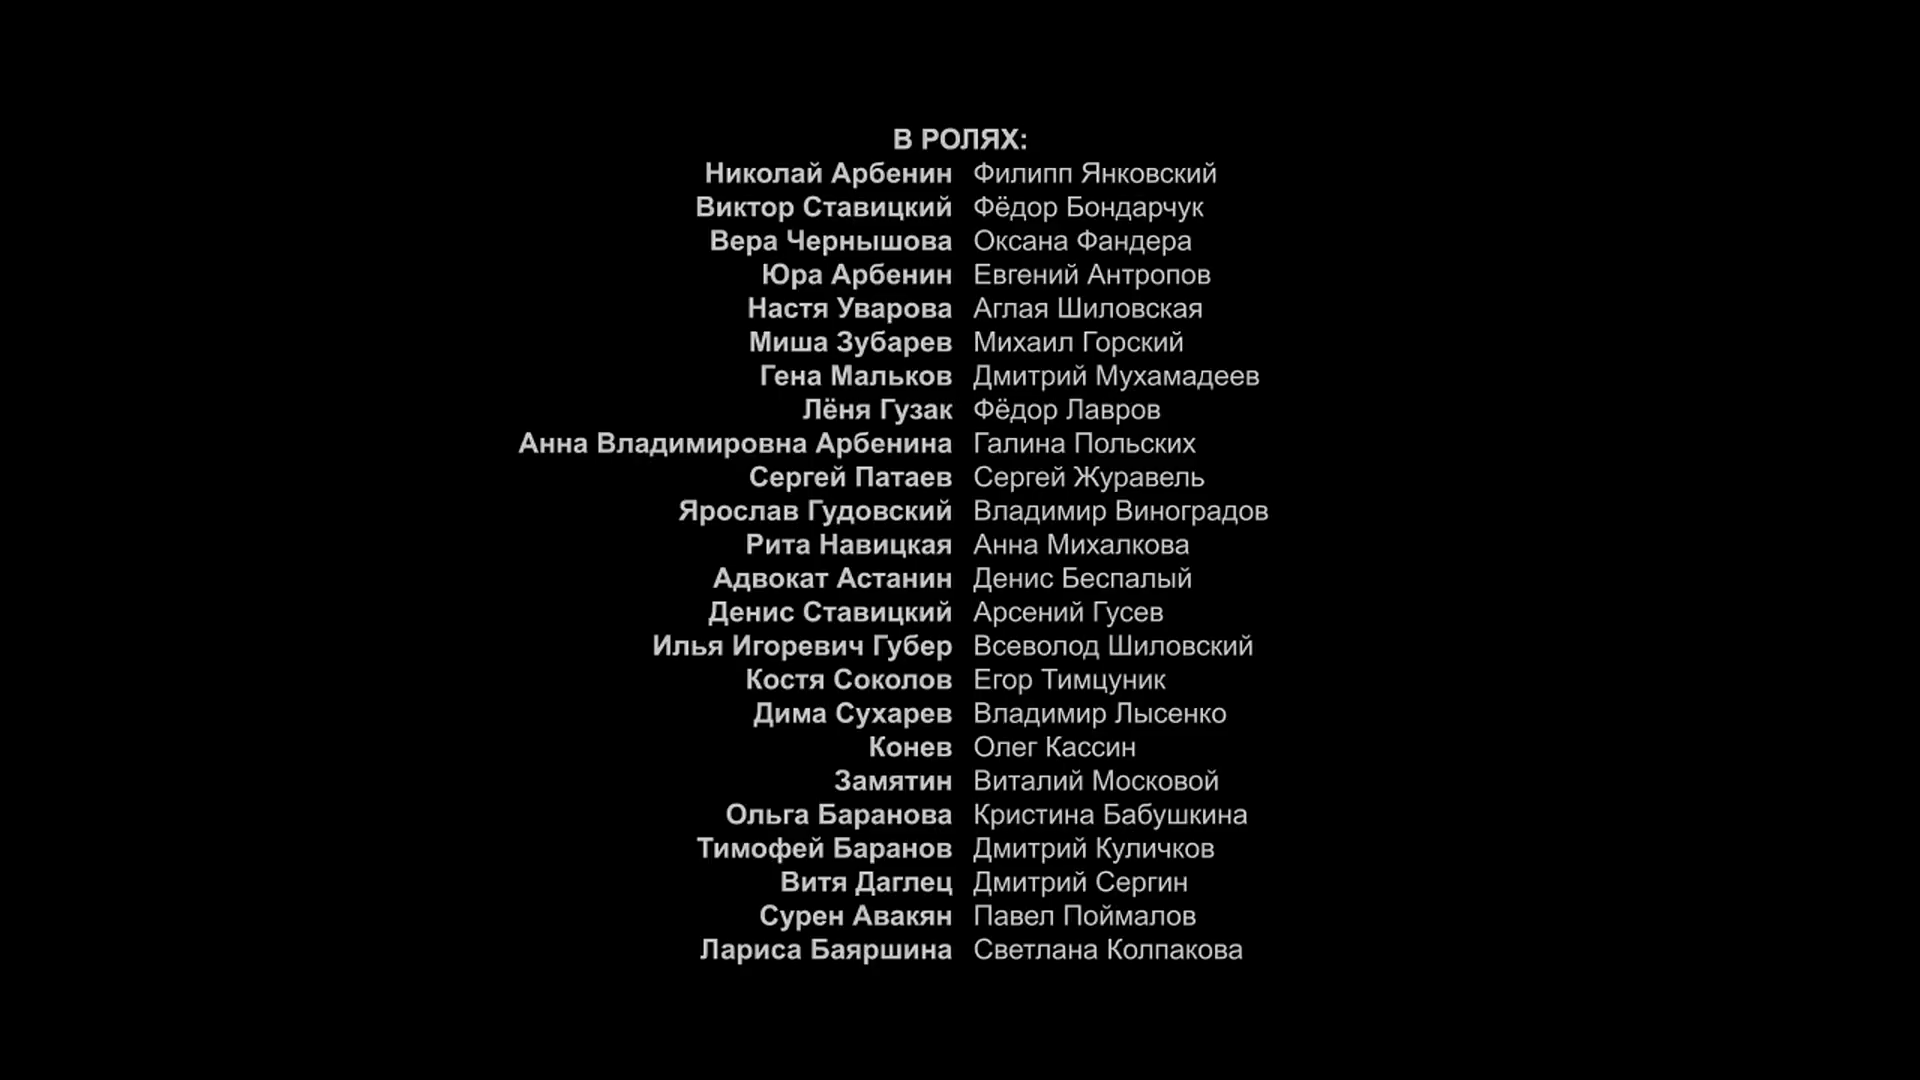 В РОЛЯХ:
Николай Арбенин Филипп Янковский
Виктор Ставицкий Фёдор Бондарчук
Вера Чернышова Оксана Фандера
Юра Арбенин Евгений Антропов
Настя Уварова Аглая Шиловская
Миша Зубарев Михаил Горский
Гена Мальков Дмитрий Мухамадеев
Лёня Гузак Фёдор Лавров
Анна Владимировна Арбенина Галина Польских
Сергей Патаев Сергей Журавель
Ярослав Гудовский Владимир Виноградов
Рита Навицкая Анна Михалкова
Адвокат Астанин Денис Беспалый
Денис Ставицкий Арсений Гусев
Илья Игоревич Губер Всеволод Шиловский
Костя Соколов Егор Тимцуник
Дима Сухарев Владимир Лысенко
Конев Олег Кассин
Замятин Виталий Московой
Ольга Баранова Кристина Бабушкина
Тимофей Баранов Дмитрий Куличков
Витя Даглец Дмитрий Сергин
Сурен Авакян Павел Поймалов
Лариса Баяршина Светлана Колпакова